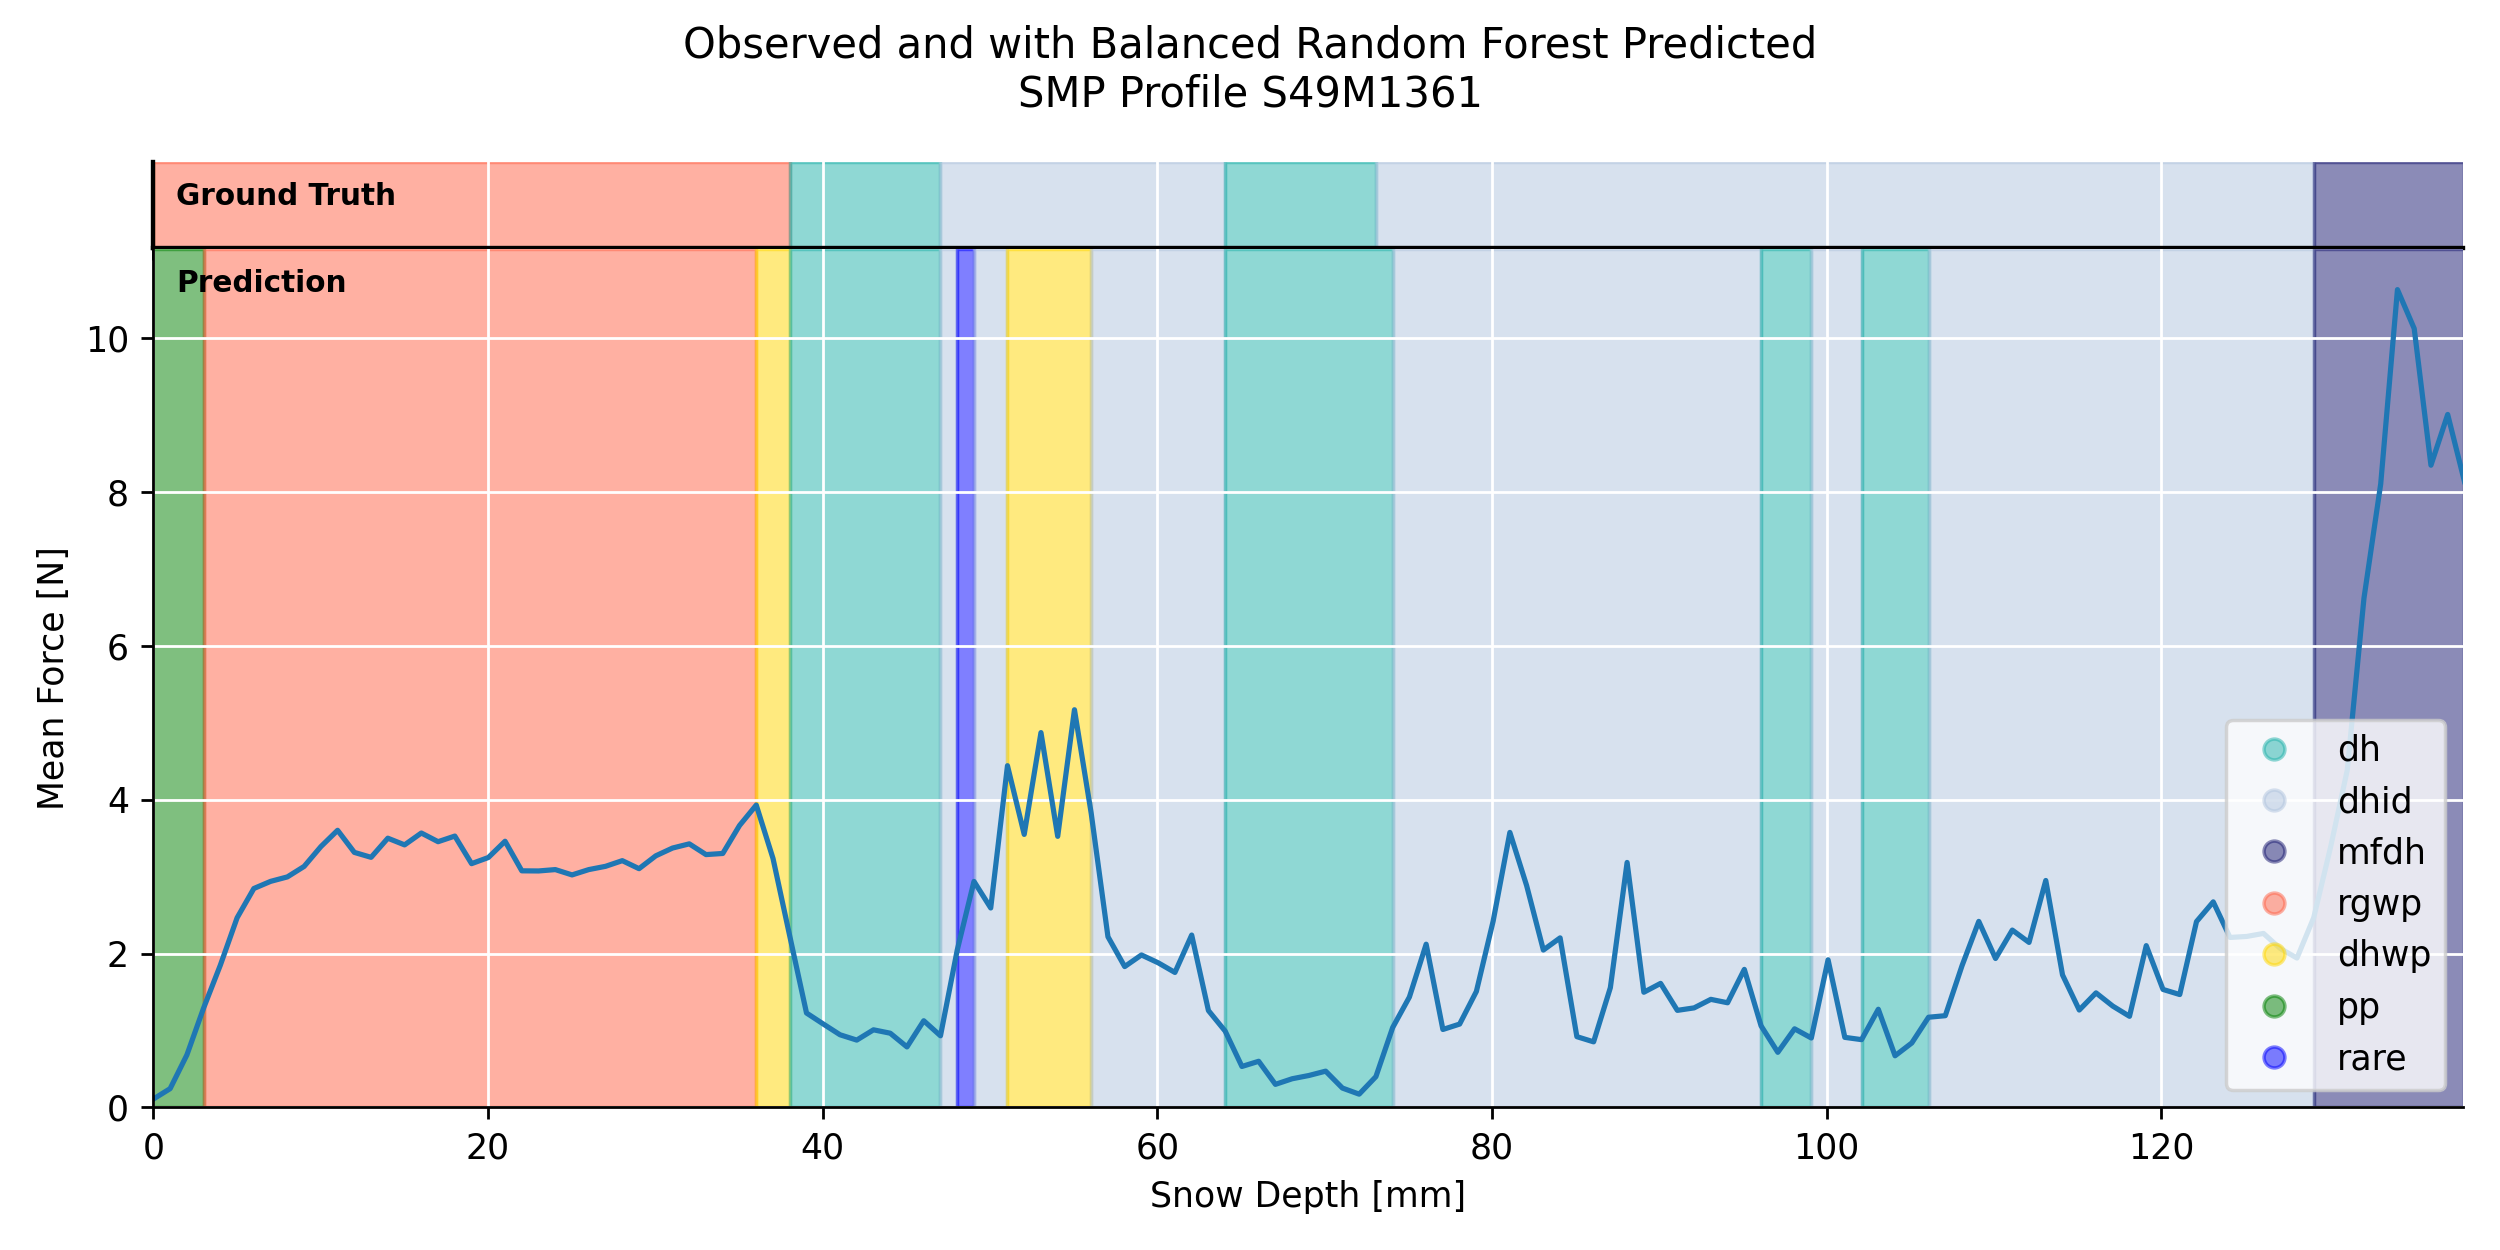 Observed and with Balanced Random Forest Predicted
SMP Profile S49M1361
Ground Truth
Prediction
10
8
6
4
2
0
Mean Force [N]
0 20 40 60 80 100 120
Snow Depth [mm]
dh
dhid
mfdh
rgwp
dhwp
pp
rare